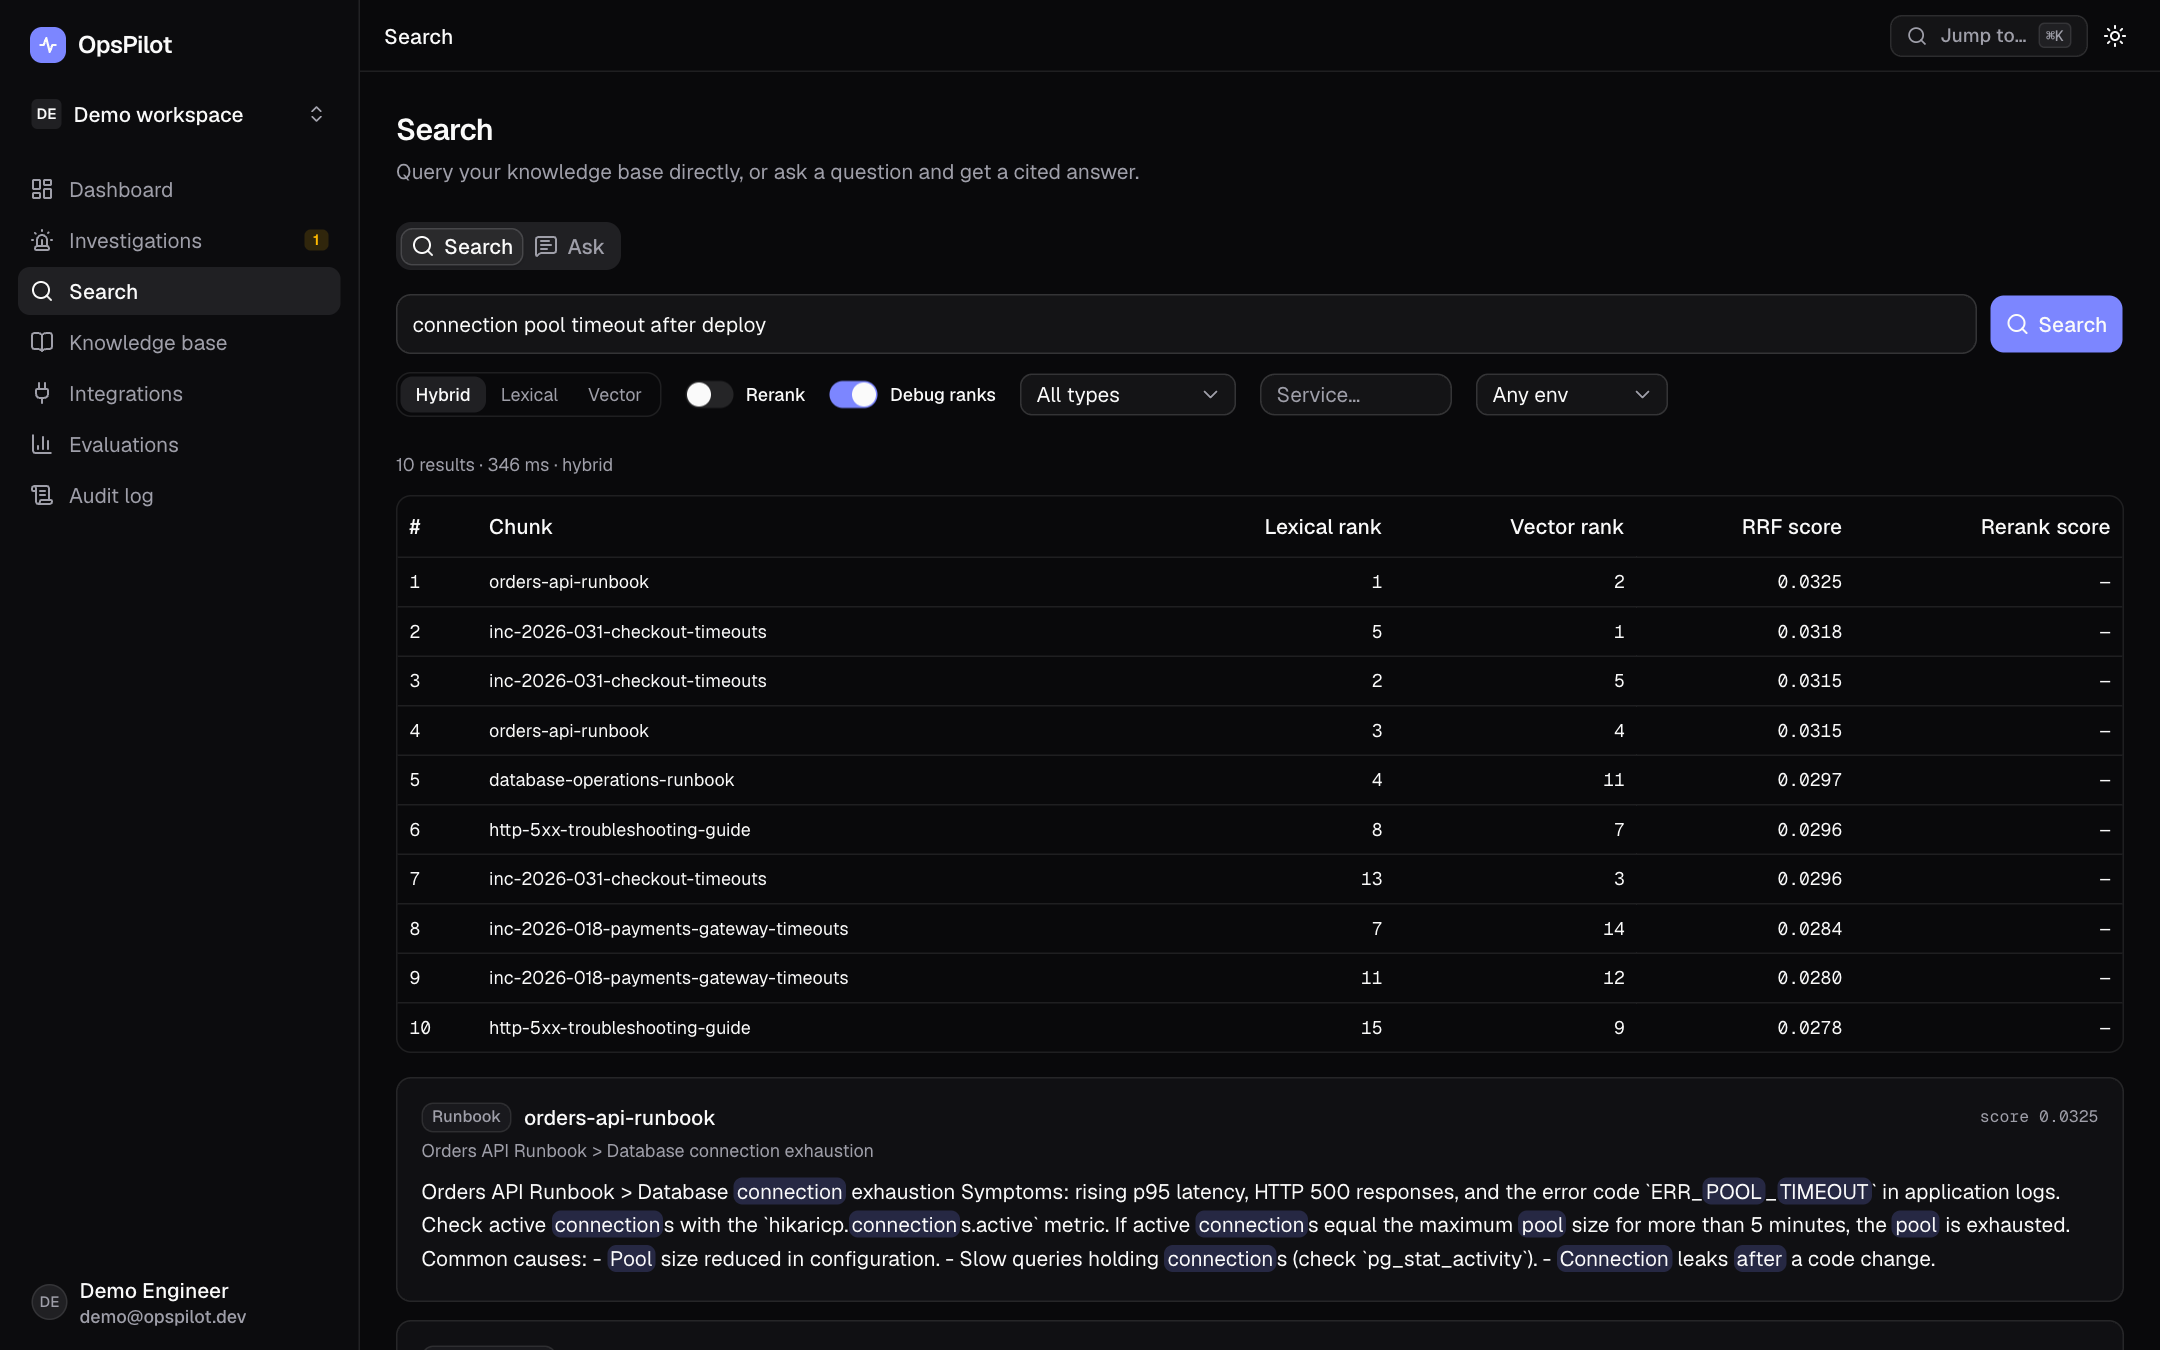 OpsPilot
DE Demo workspace
Dashboard
Investigations 1
Search
Knowledge base
Integrations
Evaluations
Audit log
DE Demo Engineer
demo@opspilot.dev
Search
Jump to... ⌘K
Search
Query your knowledge base directly, or ask a question and get a cited answer.
Search Ask
connection pool timeout after deploy
Search
Hybrid Lexical Vector Rerank Debug ranks All types Service... Any env
10 results · 346 ms · hybrid
# Chunk Lexical rank Vector rank RRF score Rerank score
1 orders-api-runbook 1 2 0.0325 –
2 inc-2026-031-checkout-timeouts 5 1 0.0318 –
3 inc-2026-031-checkout-timeouts 2 5 0.0315 –
4 orders-api-runbook 3 4 0.0315 –
5 database-operations-runbook 4 11 0.0297 –
6 http-5xx-troubleshooting-guide 8 7 0.0296 –
7 inc-2026-031-checkout-timeouts 13 3 0.0296 –
8 inc-2026-018-payments-gateway-timeouts 7 14 0.0284 –
9 inc-2026-018-payments-gateway-timeouts 11 12 0.0280 –
10 http-5xx-troubleshooting-guide 15 9 0.0278 –
Runbook orders-api-runbook score 0.0325
Orders API Runbook > Database connection exhaustion
Orders API Runbook > Database connection exhaustion Symptoms: rising p95 latency, HTTP 500 responses, and the error code `ERR_POOL_TIMEOUT` in application logs.
Check active connections with the `hikaricp.connections.active` metric. If active connections equal the maximum pool size for more than 5 minutes, the pool is exhausted.
Common causes: - Pool size reduced in configuration. - Slow queries holding connections (check `pg_stat_activity`). - Connection leaks after a code change.